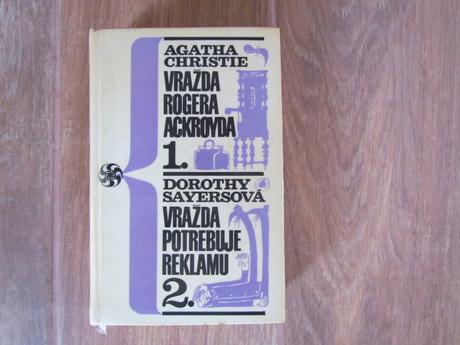 AGATHA
CHRISTIE
VRAŽDA
ROGERA
ACKROYDA
1.
DOROTHY
SAYERSOVÁ
VRAŽDA
POTREBUJE
REKLAMU
2.